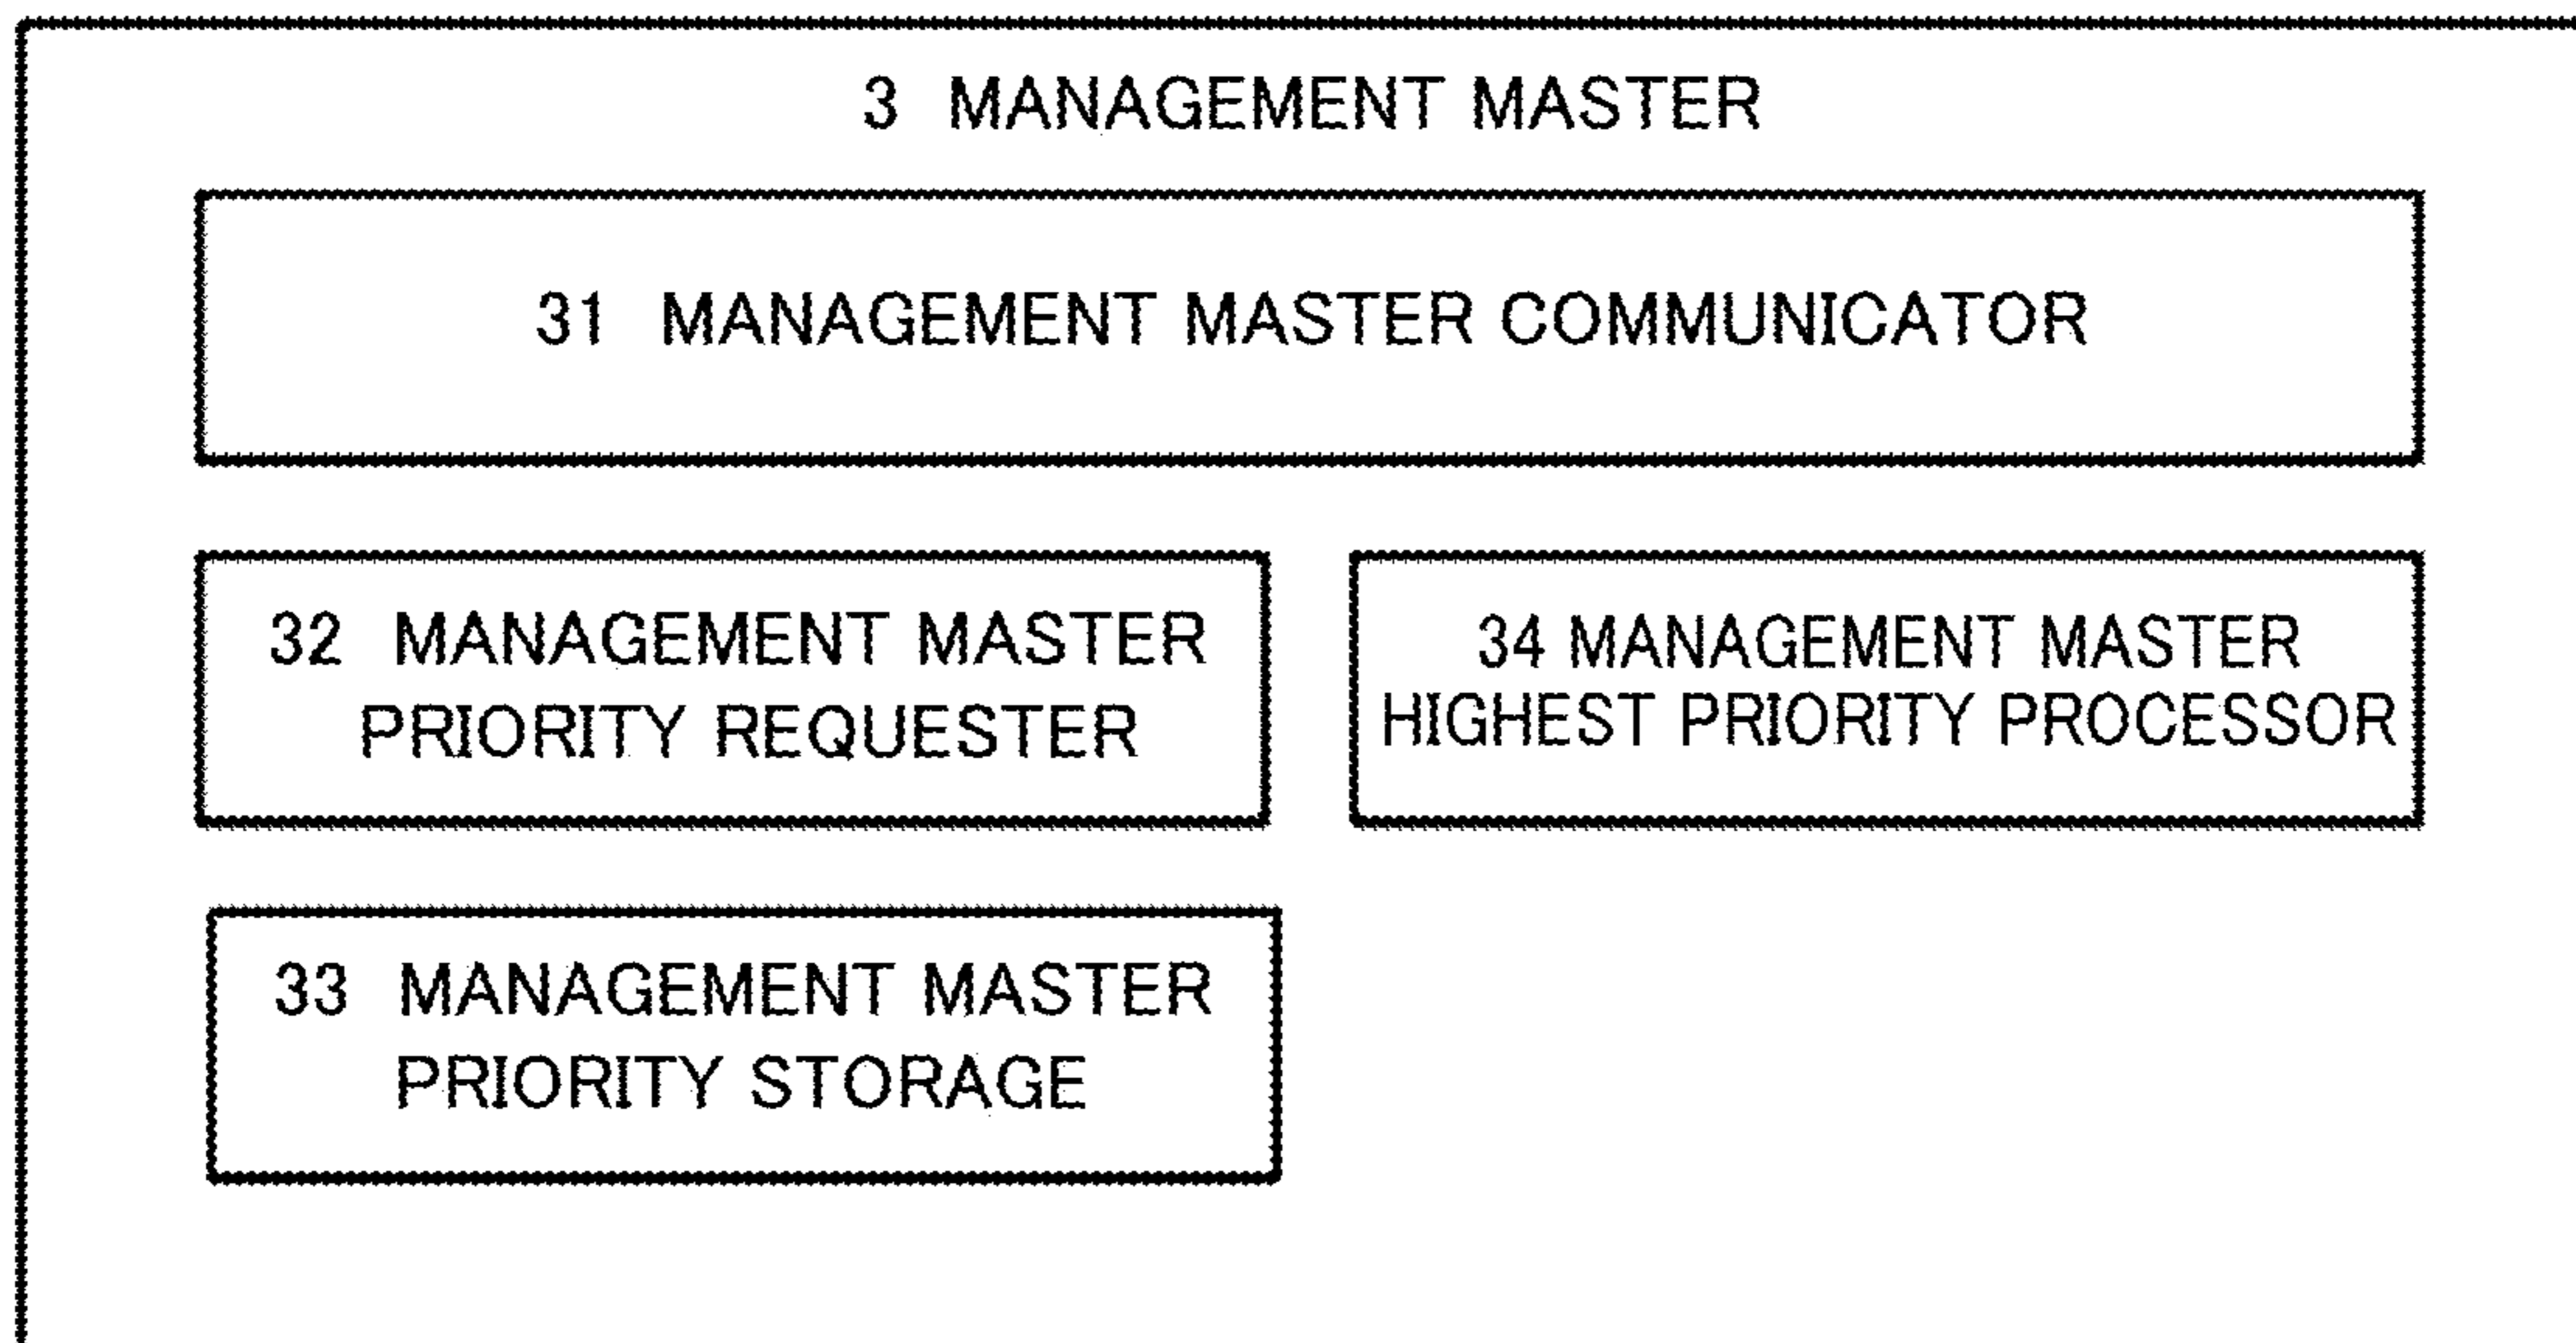 3 MANAGEMENT MASTER
31 MANAGEMENT MASTER COMMUNICATOR
32 MANAGEMENT MASTER
PRIORITY REQUESTER
34 MANAGEMENT MASTER
HIGHEST PRIORITY PROCESSOR
33 MANAGEMENT MASTER
PRIORITY STORAGE